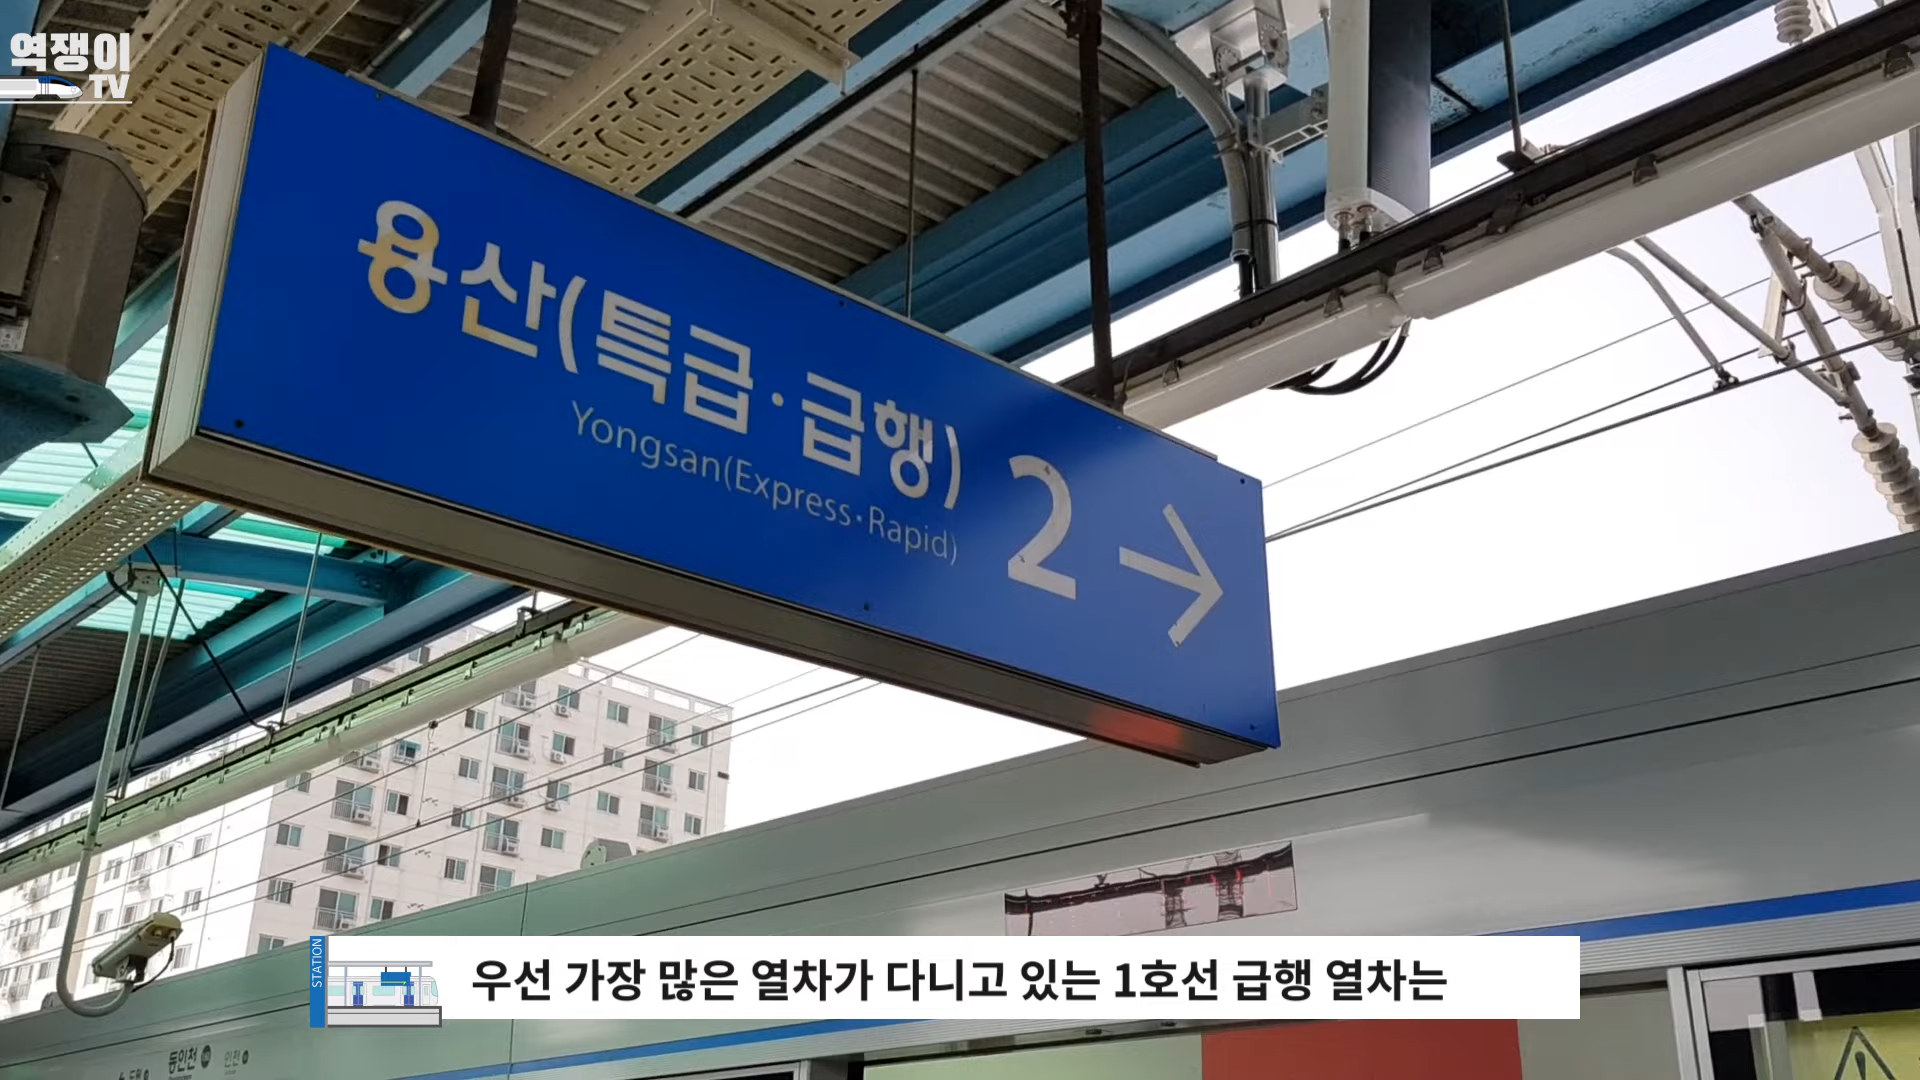 역쟁이
TV
용산(특급·급행)
Yongsan(Express·Rapid)
2
STATION
우선 가장 많은 열차가 다니고 있는 1호선 급행 열차는
동인천
인천